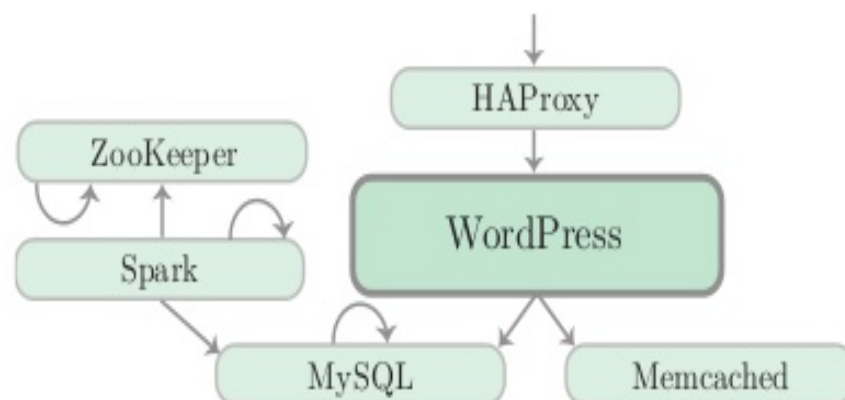 HAProxy
ZooKeeper
WordPress
Spark
MySQL
Memcached